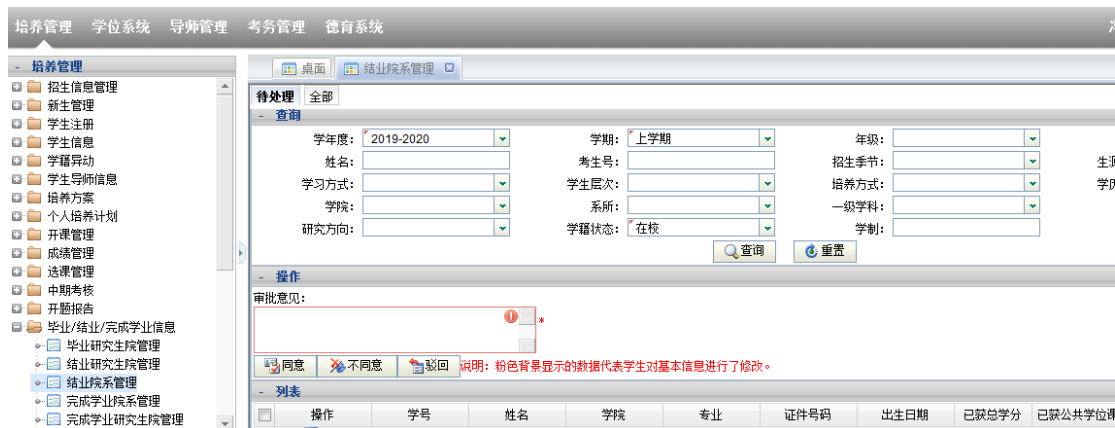 培养管理 学位系统 导师管理 考务管理 德育系统
- 培养管理
招生信息管理
新生管理
学生注册
学生信息
学籍异动
学生导师信息
培养方案
个人培养计划
开课管理
成绩管理
选课管理
中期考核
开题报告
毕业/结业/完成学业信息
毕业研究生院管理
结业研究生院管理
结业院系管理
完成学业院系管理
完成学业研究生院管理
桌面 结业院系管理
待处理 全部
- 查询
学年度: 2019-2020 学期: 上学期 年级:
姓名: 考生号: 招生季节: 生源
学习方式: 学生层次: 培养方式: 学历
学院: 系所: 一级学科:
研究方向: 学籍状态: 在校 学制:
查询 重置
- 操作
审批意见:
*
同意 不同意 驳回 说明: 粉色背景显示的数据代表学生对基本信息进行了修改。
- 列表
操作 学号 姓名 学院 专业 证件号码 出生日期 已获总学分 已获公共学位课